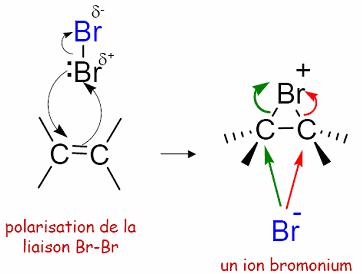 δ-
Br
:Br δ+
C=C
polarisation de la
liaison Br-Br
+
Br
C-C
Br-
un ion bromonium